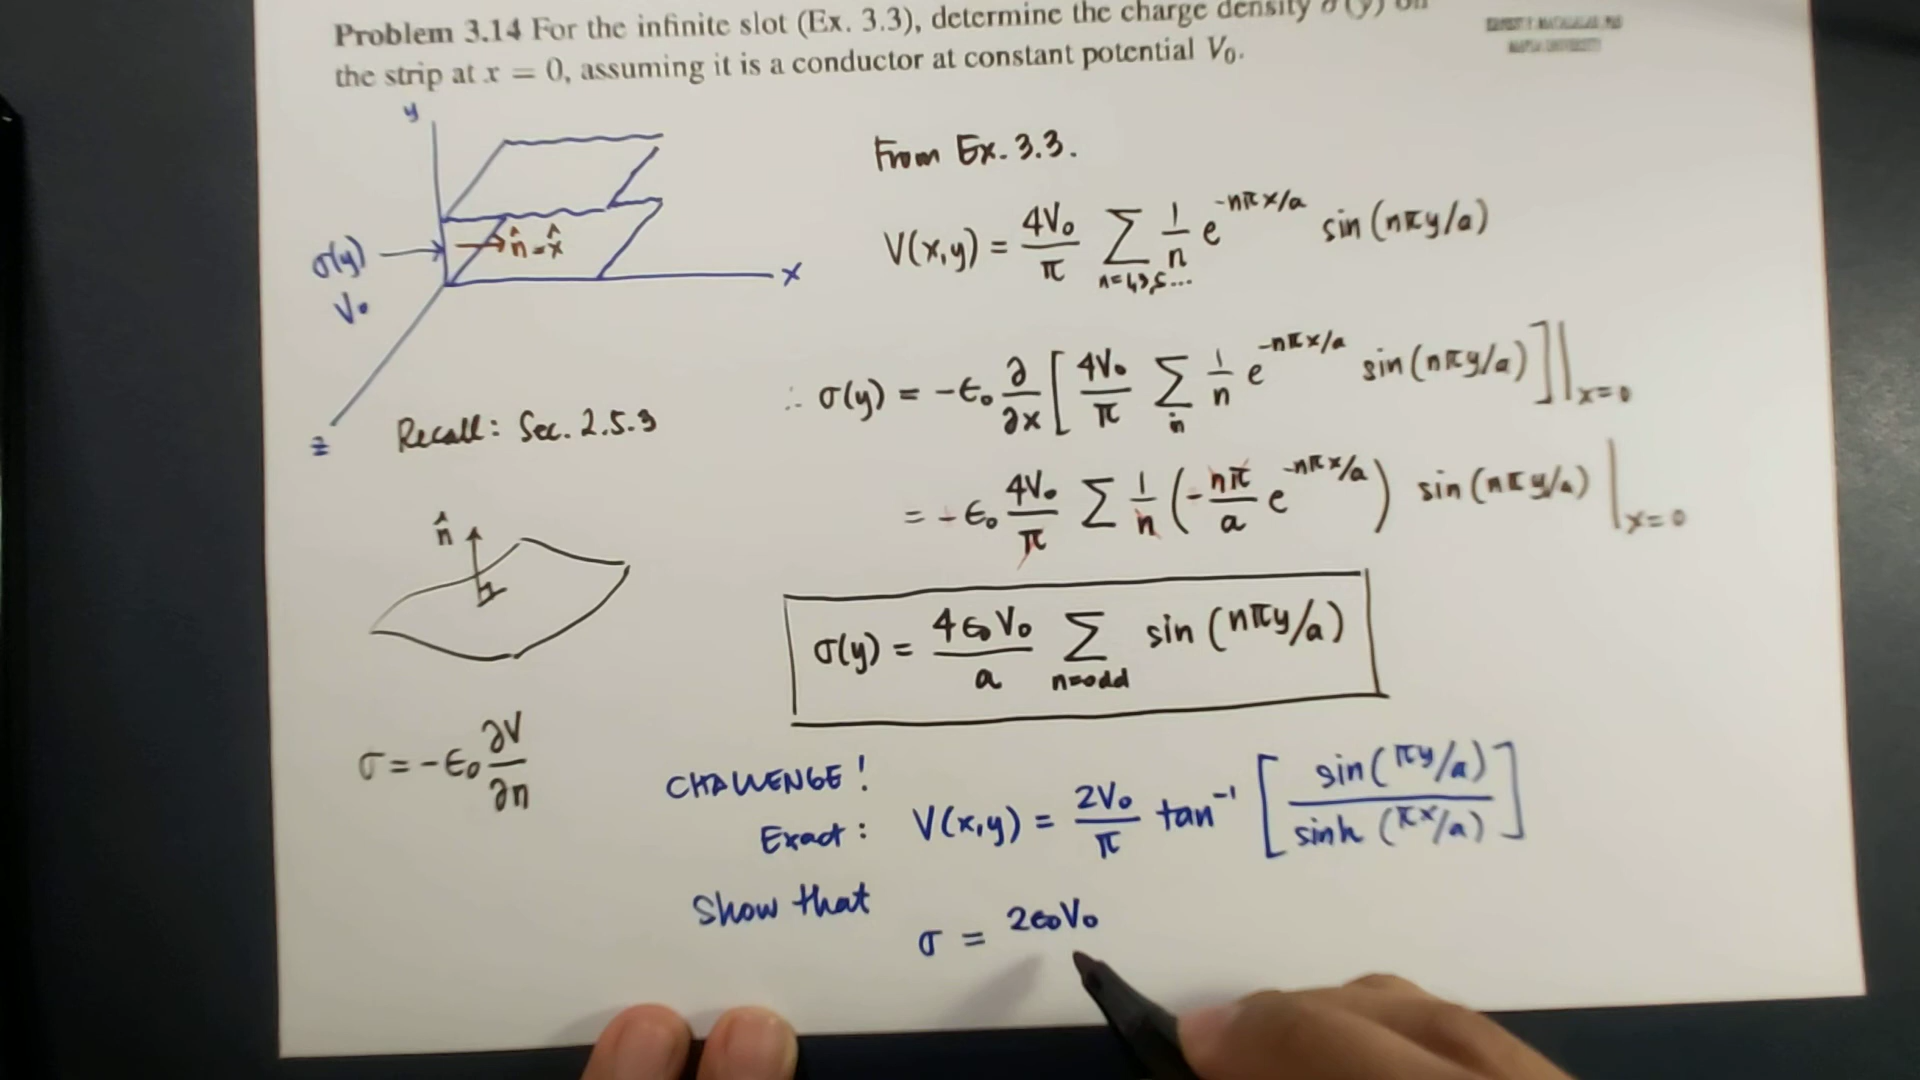 Problem 3.14 For the infinite slot (Ex. 3.3), determine the charge density σ(y) on
the strip at x = 0, assuming it is a conductor at constant potential V₀.
y
σ(y)
V₀
n̂ = x̂
x
z
Recall: Sec. 2.5.3
n̂
σ = -ε₀ ∂V/∂n
From Ex. 3.3.
V(x,y) = 4V₀/π Σ n=1,3,5... 1/n e^(-nπx/a) sin(nπy/a)
∴ σ(y) = -ε₀ ∂/∂x [ 4V₀/π Σ n 1/n e^(-nπx/a) sin(nπy/a) ] | x=0
= -ε₀ 4V₀/π Σ 1/n (-nπ/a e^(-nπx/a)) sin(nπy/a) | x=0
σ(y) = 4ε₀V₀/a Σ n=odd sin(nπy/a)
CHALLENGE!
Exact: V(x,y) = 2V₀/π tan⁻¹ [ sin(πy/a) / sinh(πx/a) ]
Show that
σ = 2ε₀V₀